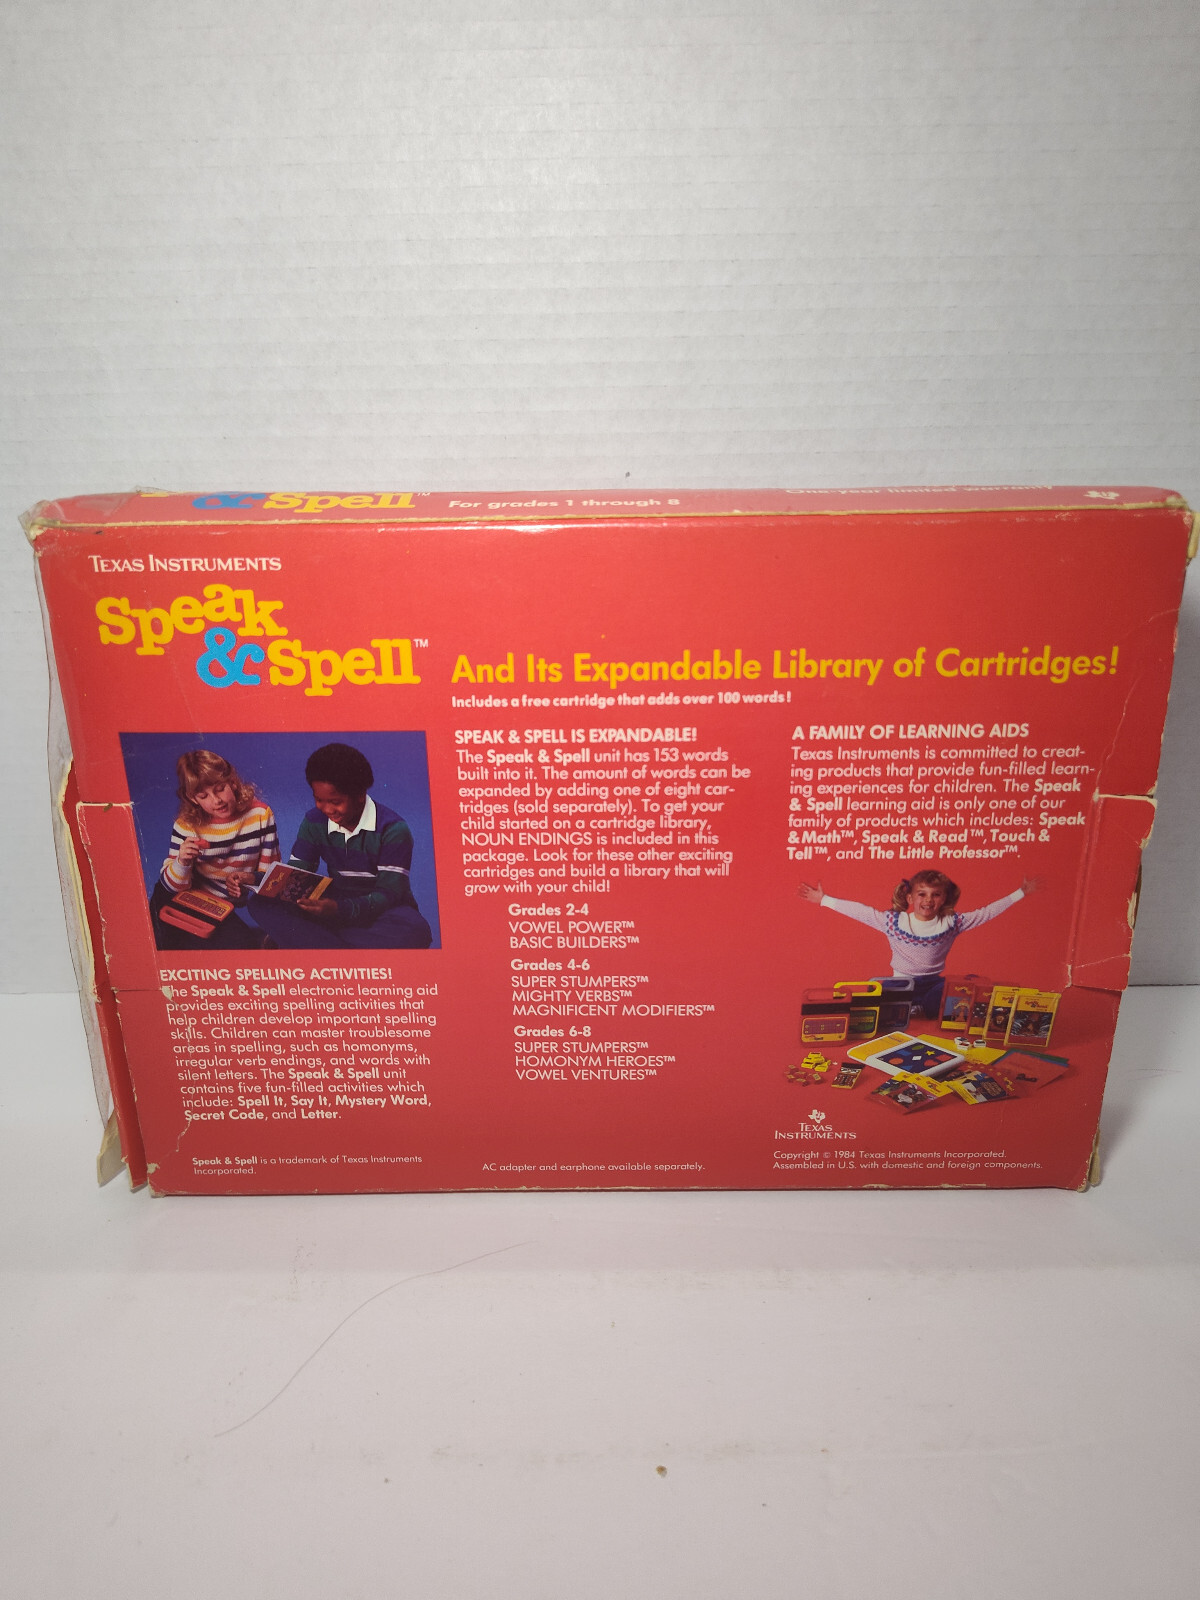 & Spell™ For grades 1 through 8 One-year limited warranty
TEXAS INSTRUMENTS
Speak
& Spell™
And Its Expandable Library of Cartridges!
Includes a free cartridge that adds over 100 words!
EXCITING SPELLING ACTIVITIES!
The Speak & Spell electronic learning aid
provides exciting spelling activities that
help children develop important spelling
skills. Children can master troublesome
areas in spelling, such as homonyms,
irregular verb endings, and words with
silent letters. The Speak & Spell unit
contains five fun-filled activities which
include: Spell It, Say It, Mystery Word,
Secret Code, and Letter.
Speak & Spell is a trademark of Texas Instruments
Incorporated.
SPEAK & SPELL IS EXPANDABLE!
The Speak & Spell unit has 153 words
built into it. The amount of words can be
expanded by adding one of eight car-
tridges (sold separately). To get your
child started on a cartridge library,
NOUN ENDINGS is included in this
package. Look for these other exciting
cartridges and build a library that will
grow with your child!
Grades 2-4
VOWEL POWER™
BASIC BUILDERS™
Grades 4-6
SUPER STUMPERS™
MIGHTY VERBS™
MAGNIFICENT MODIFIERS™
Grades 6-8
SUPER STUMPERS™
HOMONYM HEROES™
VOWEL VENTURES™
AC adapter and earphone available separately.
A FAMILY OF LEARNING AIDS
Texas Instruments is committed to creat-
ing products that provide fun-filled learn-
ing experiences for children. The Speak
& Spell learning aid is only one of our
family of products which includes: Speak
& Math™, Speak & Read™, Touch &
Tell™, and The Little Professor™.
TEXAS
INSTRUMENTS
Copyright © 1984 Texas Instruments Incorporated.
Assembled in U.S. with domestic and foreign components.